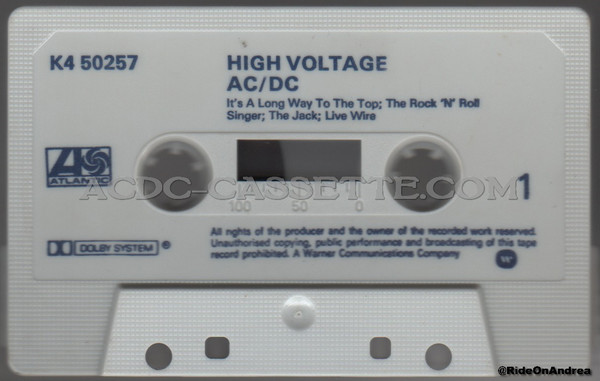 K4 50257
HIGH VOLTAGE
AC/DC
It's A Long Way To The Top; The Rock 'N' Roll
Singer; The Jack; Live Wire
ATLANTIC
ACDC-CASSETTE.COM
1
100 50 0
DOLBY SYSTEM ®
All rights of the producer and the owner of the recorded work reserved.
Unauthorised copying, public performance and broadcasting of this tape
record prohibited. A Warner Communications Company
@RideOnAndrea